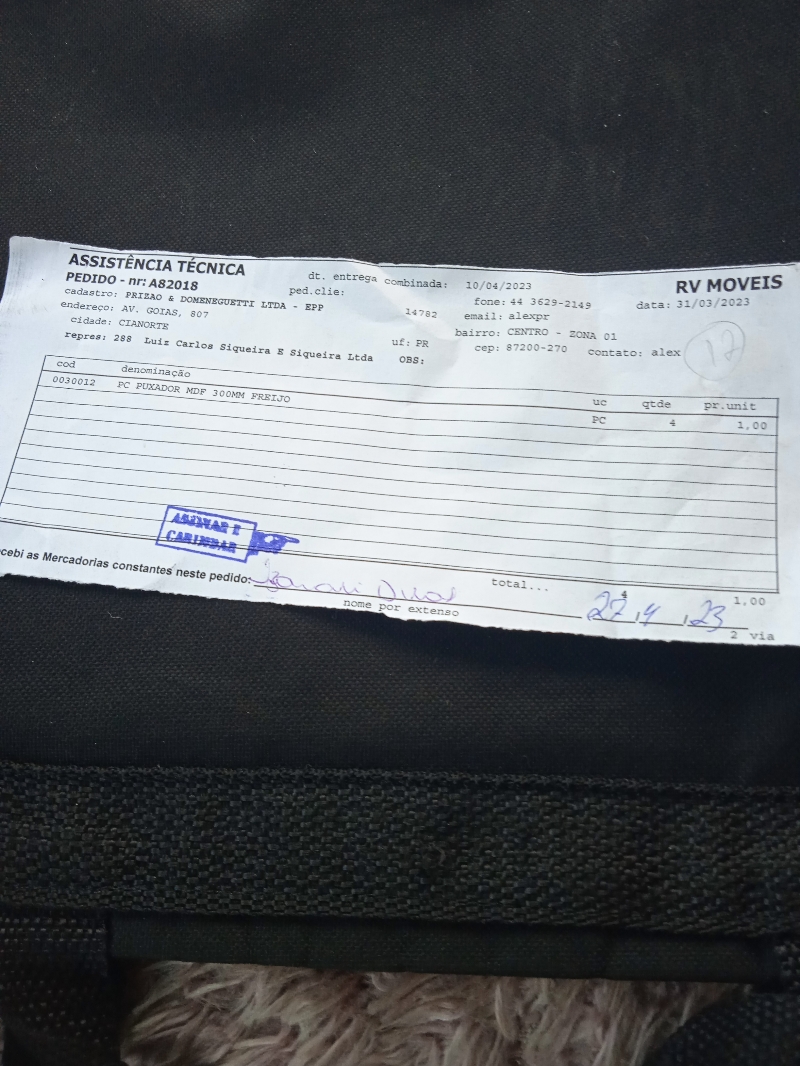 ASSISTÊNCIA TÉCNICA
RV MOVEIS
PEDIDO - nr: A82018
dt. entrega combinada: 10/04/2023
ped.clie:
data: 31/03/2023
cadastro: PRIZAO & DOMENEGUETTI LTDA - EPP
14782
fone: 44 3629-2149
endereço: AV. GOIAS, 807
email: alexpr
cidade: CIANORTE
uf: PR
bairro: CENTRO - ZONA 01
cep: 87200-270 contato: alex
repres: 288 Luiz Carlos Siqueira E Siqueira Ltda
OBS:
cod denominação uc qtde pr.unit
0030012 PC PUXADOR MDF 300MM FREIJO PC 4 1,00
ASSINAR E
CARIMBAR
ecebi as Mercadorias constantes neste pedido:
nome por extenso
total... 4 1,00
27 / 4 / 23
2 via